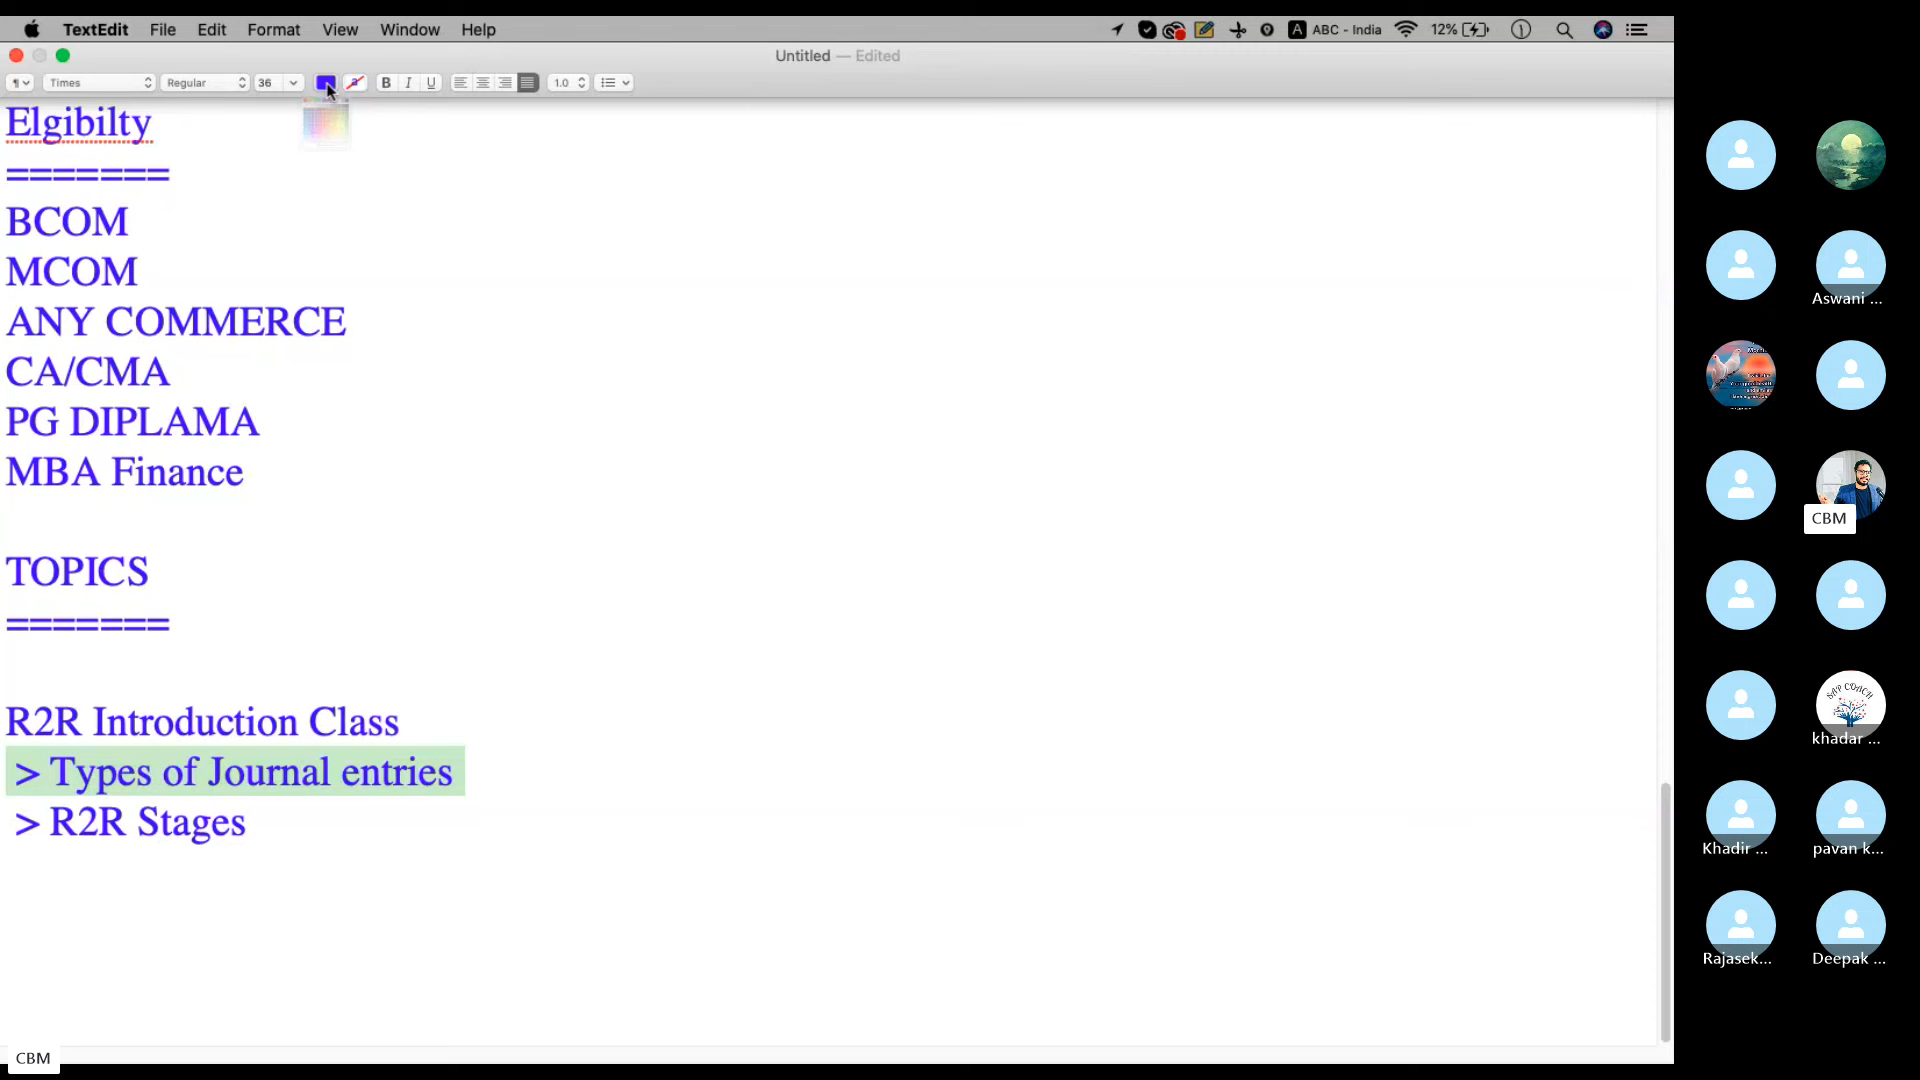 TextEdit File Edit Format View Window Help A ABC - India 12%
Untitled — Edited
¶ Times Regular 36 a B I U 1.0
Elgibilty
=======
BCOM
MCOM
ANY COMMERCE
CA/CMA
PG DIPLAMA
MBA Finance
TOPICS
=======
R2R Introduction Class
> Types of Journal entries
> R2R Stages
CBM
Aswani ...
CBM
SAP COACH
khadar ...
Khadir ...
pavan k...
Rajasek...
Deepak ...